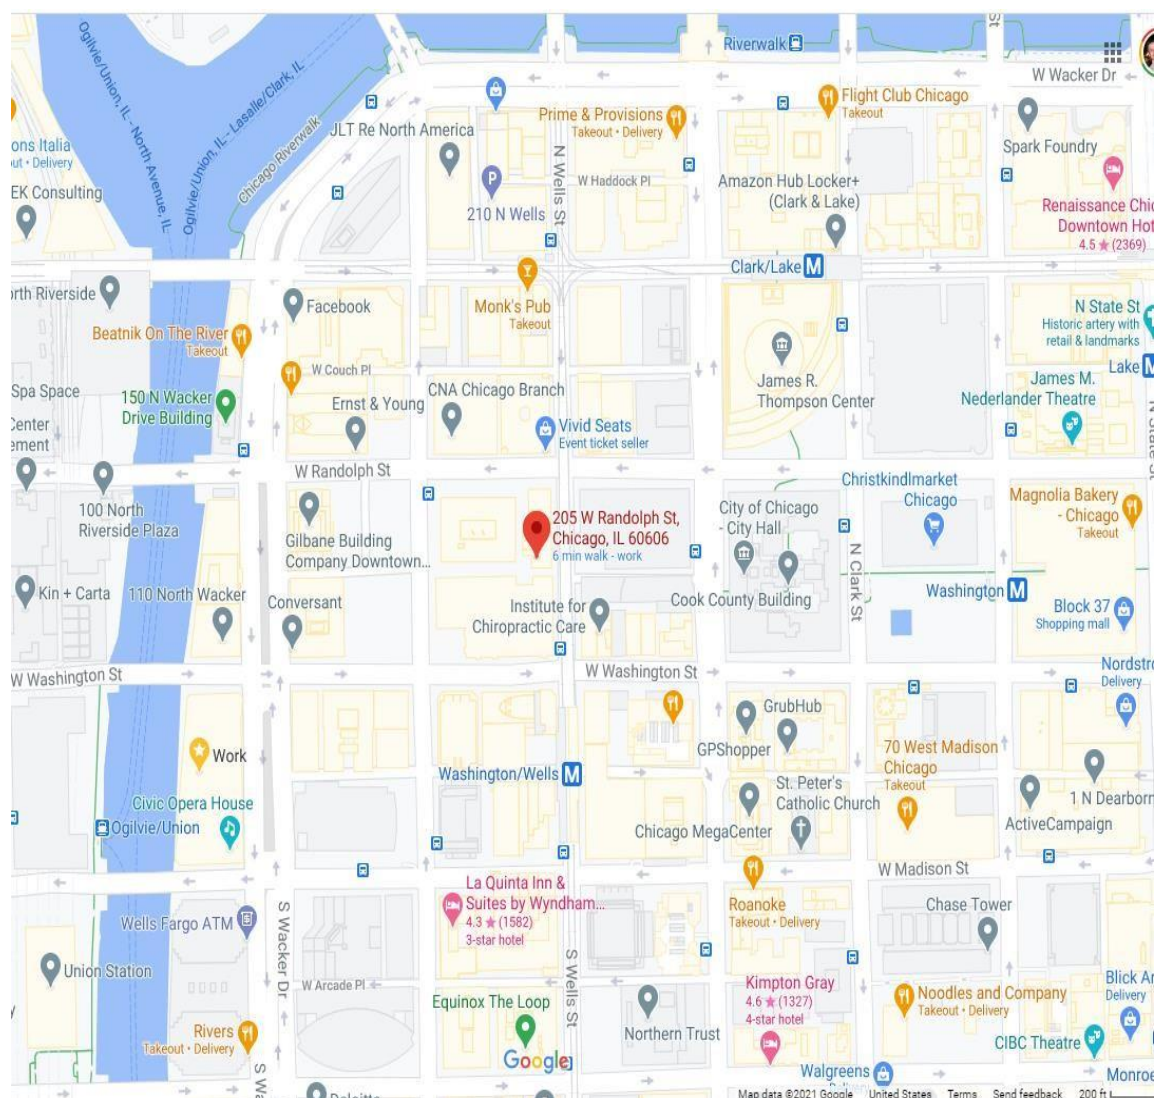 Ogilvie/Union, IL - North Avenue, IL
Ogilvie/Union, IL - Lasalle/Clark, IL
Riverwalk
St
W Wacker Dr
Chicago Riverwalk
JLT Re North America
N Wells St
Prime & Provisions
Takeout • Delivery
Flight Club Chicago
Takeout
Spark Foundry
ons Italia
out • Delivery
EK Consulting
P
210 N Wells
W Haddock Pl
Amazon Hub Locker+
(Clark & Lake)
Renaissance Chic
Downtown Hot
4.5 ★ (2369)
Clark/Lake M
orth Riverside
Facebook
Monk's Pub
Takeout
N State St
Historic artery with
retail & landmarks
Beatnik On The River
Takeout
W Couch Pl
James R.
Thompson Center
Lake M
Spa Space
150 N Wacker
Drive Building
Ernst & Young
CNA Chicago Branch
James M.
Nederlander Theatre
N State St
Center
ement
Vivid Seats
Event ticket seller
W Randolph St
100 North
Riverside Plaza
Gilbane Building
Company Downtown...
205 W Randolph St,
Chicago, IL 60606
6 min walk - work
City of Chicago
- City Hall
Christkindlmarket
Chicago
Magnolia Bakery
- Chicago
Takeout
N Clark St
Kin + Carta
110 North Wacker
Conversant
Institute for
Chiropractic Care
Cook County Building
Washington M
Block 37
Shopping mall
W Washington St
W Washington St
Nordstro
Delivery
GrubHub
GPShopper
70 West Madison
Chicago
Takeout
Work
Washington/Wells M
St. Peter's
Catholic Church
1 N Dearborn
Civic Opera House
Ogilvie/Union
Chicago MegaCenter
ActiveCampaign
W Madison St
La Quinta Inn &
Suites by Wyndham...
4.3 ★ (1582)
3-star hotel
Roanoke
Takeout • Delivery
Chase Tower
Wells Fargo ATM
S Wacker Dr
S Wells St
Union Station
W Arcade Pl
Kimpton Gray
4.6 ★ (1327)
4-star hotel
Noodles and Company
Takeout • Delivery
Blick Ar
Delivery
Equinox The Loop
Northern Trust
Rivers
Takeout • Delivery
CIBC Theatre
Google
S Wa
Walgreens
Monroe
Deloitte
Map data ©2021 Google United States Terms Send feedback 200 ft